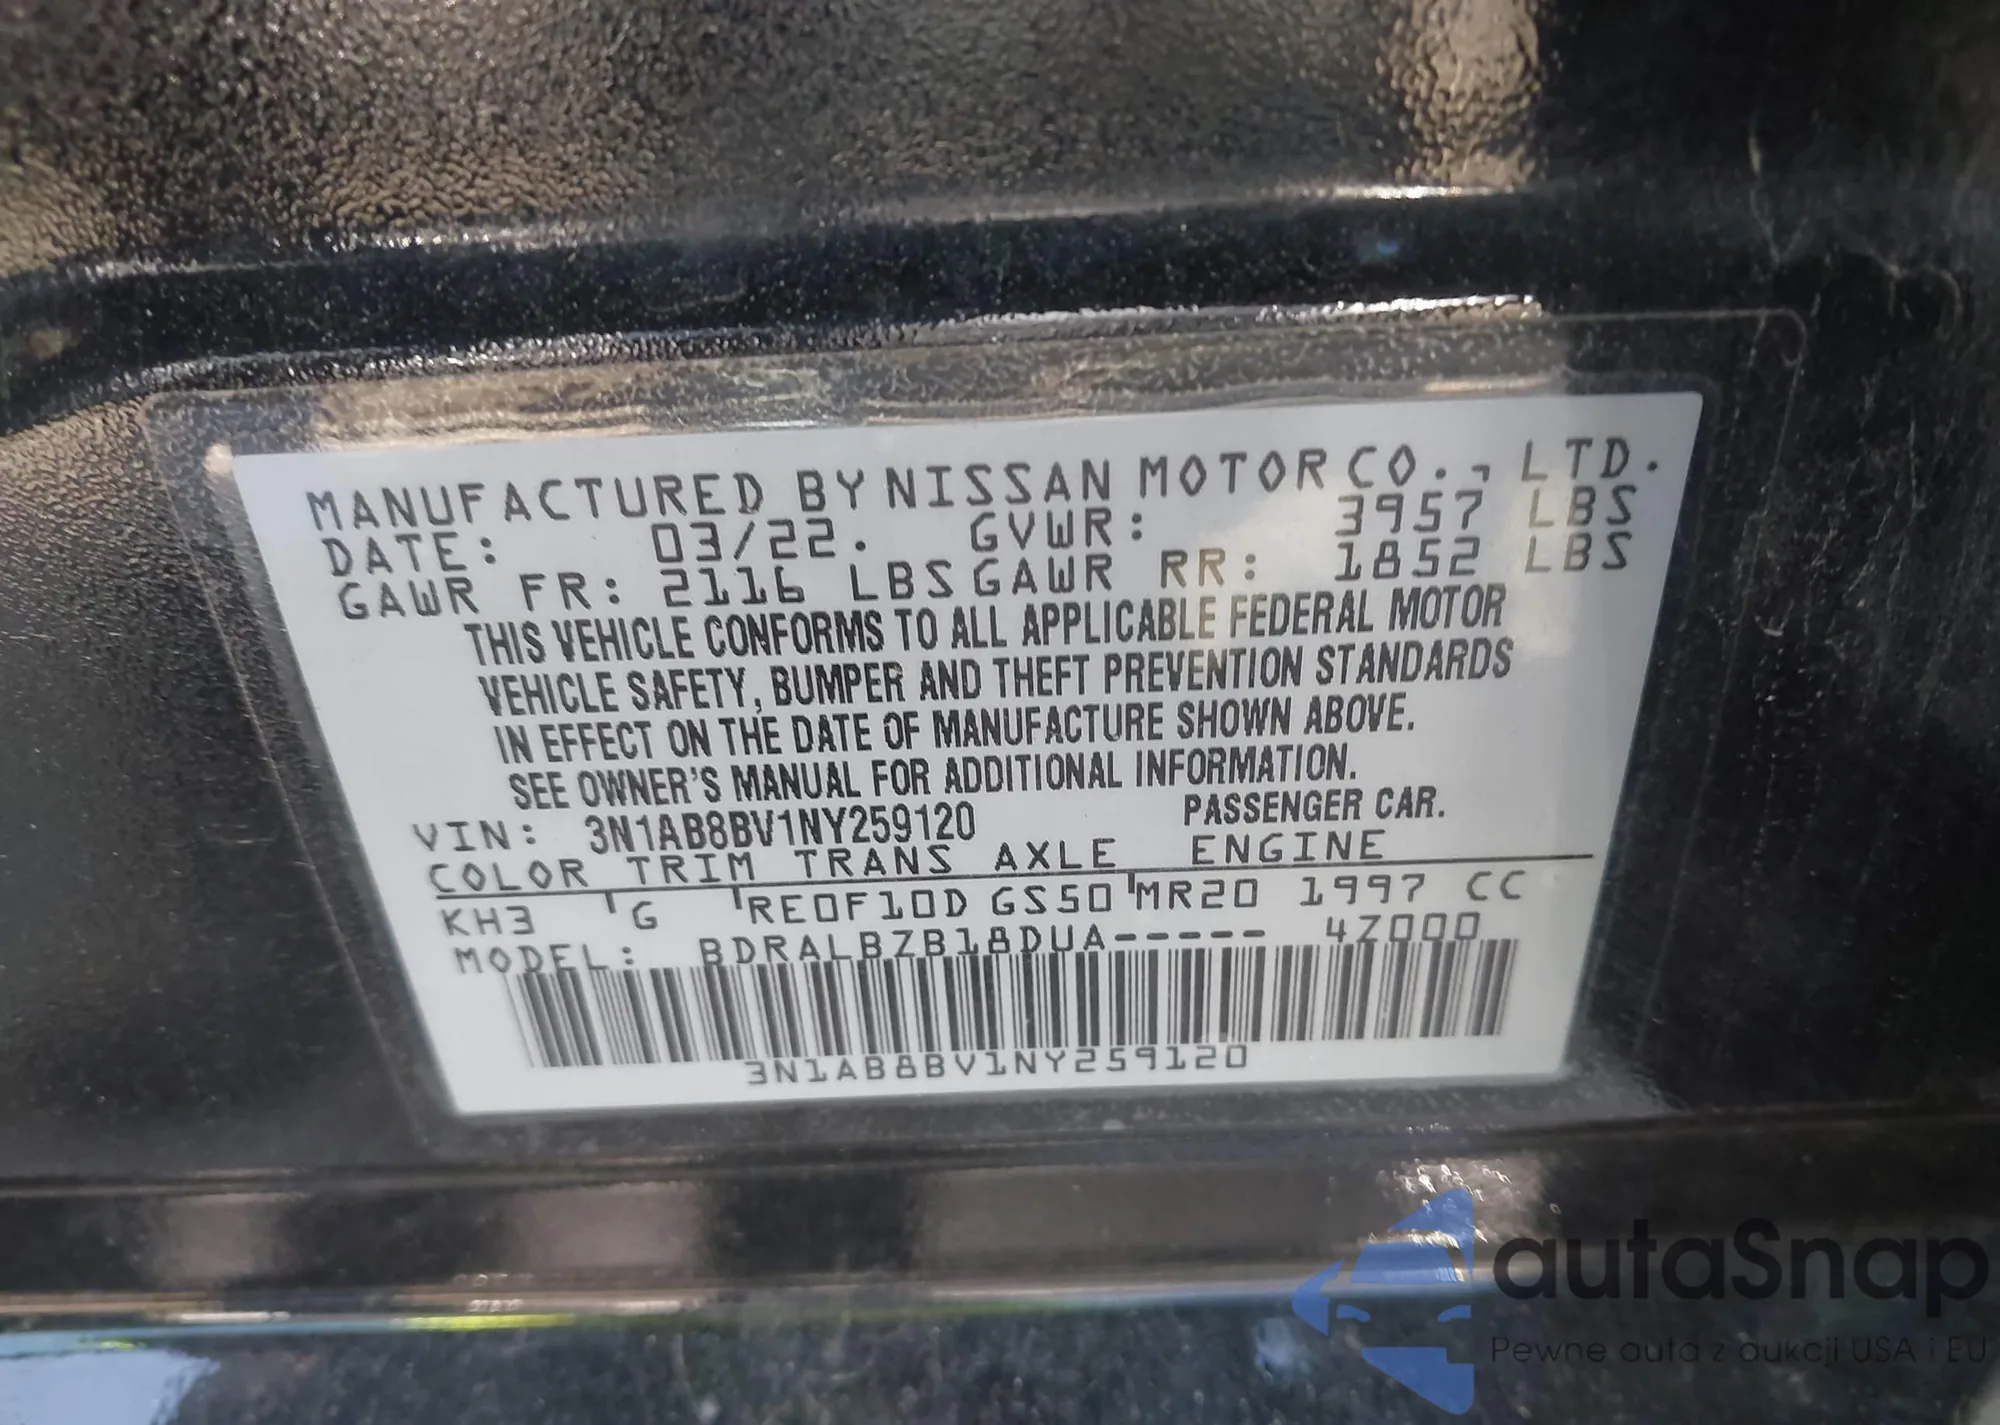 MANUFACTURED BY NISSAN MOTOR CO., LTD.
DATE: 03/22. GVWR: 3957 LBS
GAWR FR: 2116 LBS GAWR RR: 1852 LBS
THIS VEHICLE CONFORMS TO ALL APPLICABLE FEDERAL MOTOR
VEHICLE SAFETY, BUMPER AND THEFT PREVENTION STANDARDS
IN EFFECT ON THE DATE OF MANUFACTURE SHOWN ABOVE.
SEE OWNER'S MANUAL FOR ADDITIONAL INFORMATION.
VIN: 3N1AB8BV1NY259120 PASSENGER CAR.
COLOR TRIM TRANS AXLE ENGINE
KH3 G RE0F10D GS50 MR20 1997 CC
MODEL: BDRALBZB18DUA----- 4Z000
3N1AB8BV1NY259120
autaSnap
Pewne auta z aukcji USA i EU